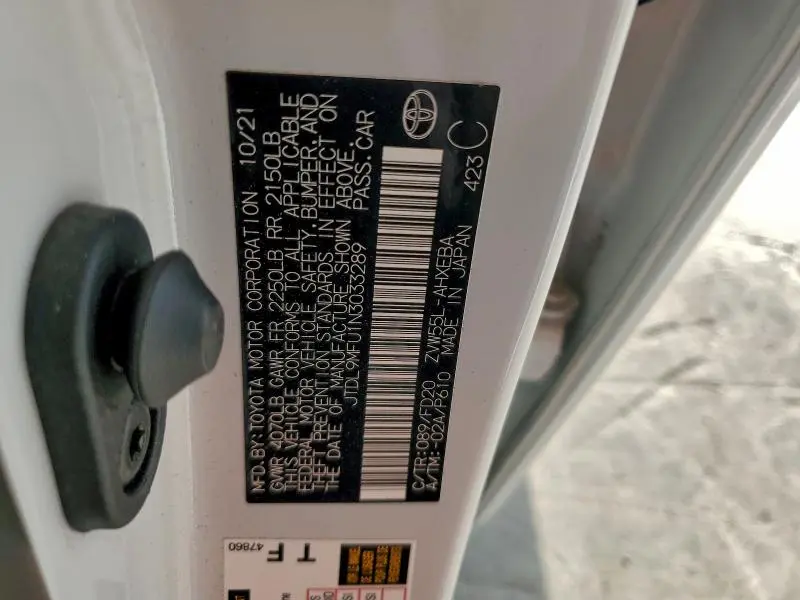 MFD. BY: TOYOTA MOTOR CORPORATION 10/21
GVWR 4070LB GAWR FR 2250LB RR 2150LB
THIS VEHICLE CONFORMS TO ALL APPLICABLE
FEDERAL MOTOR VEHICLE SAFETY, BUMPER, AND
THEFT PREVENTION STANDARDS IN EFFECT ON
THE DATE OF MANUFACTURE SHOWN ABOVE.
JTDL9MFU1N3033289 PASS.CAR
C/TR:089/FD20 ZVW55L-AHXEBA
A/TM:-02A/P610 MADE IN JAPAN
423 C
47860
T F